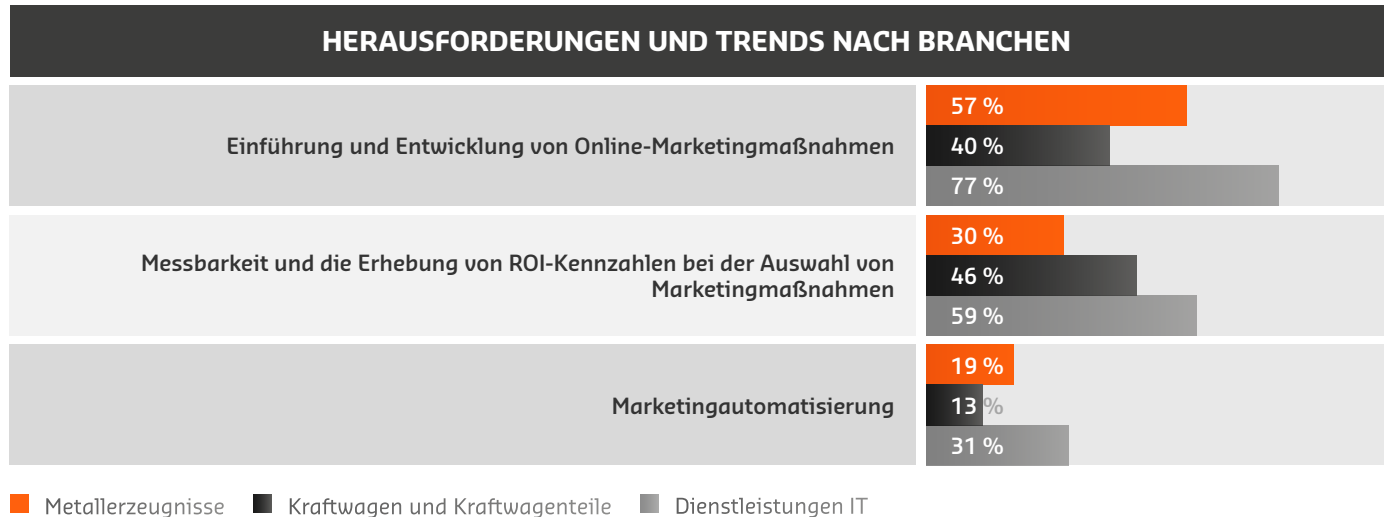 HERAUSFORDERUNGEN UND TRENDS NACH BRANCHEN
Einführung und Entwicklung von Online-Marketingmaßnahmen
57 %
40 %
77 %
Messbarkeit und die Erhebung von ROI-Kennzahlen bei der Auswahl von
Marketingmaßnahmen
30 %
46 %
59 %
Marketingautomatisierung
19 %
13 %
31 %
Metallerzeugnisse Kraftwagen und Kraftwagenteile Dienstleistungen IT